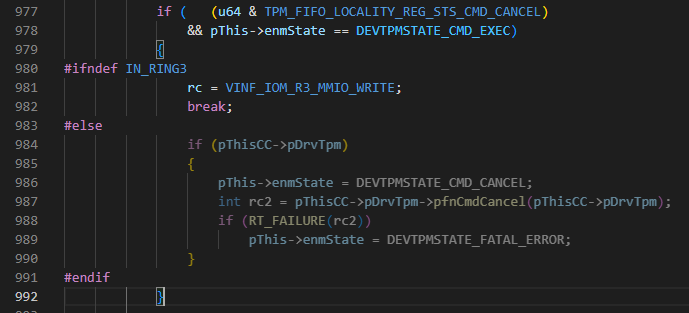 977 if ( (u64 & TPM_FIFO_LOCALITY_REG_STS_CMD_CANCEL)
978 && pThis->enmState == DEVTPMSTATE_CMD_EXEC)
979 {
980 #ifndef IN_RING3
981 rc = VINF_IOM_R3_MMIO_WRITE;
982 break;
983 #else
984 if (pThisCC->pDrvTpm)
985 {
986 pThis->enmState = DEVTPMSTATE_CMD_CANCEL;
987 int rc2 = pThisCC->pDrvTpm->pfnCmdCancel(pThisCC->pDrvTpm);
988 if (RT_FAILURE(rc2))
989 pThis->enmState = DEVTPMSTATE_FATAL_ERROR;
990 }
991 #endif
992 }